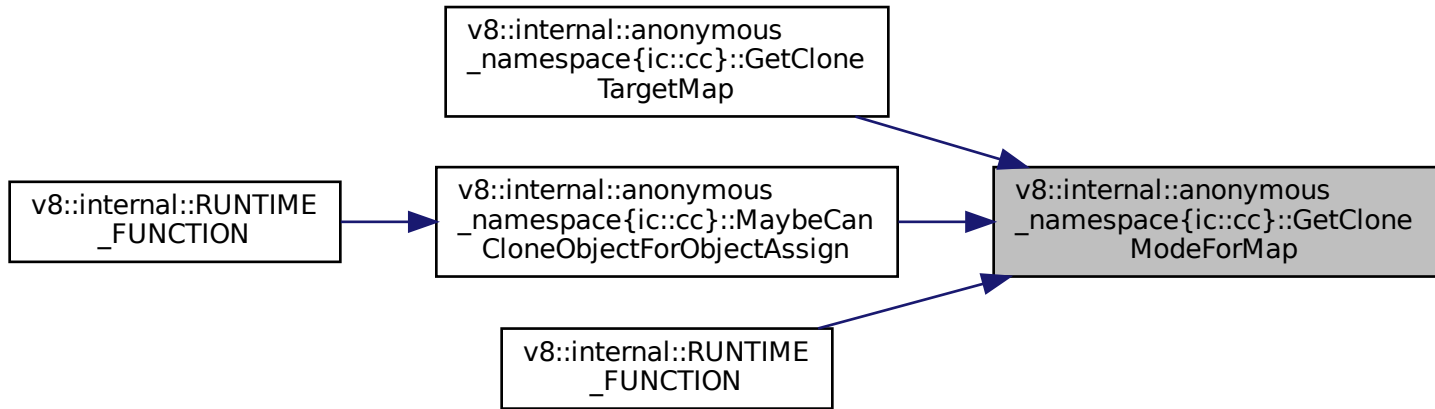 v8::internal::anonymous
_namespace{ic::cc}::GetClone
TargetMap
v8::internal::RUNTIME
_FUNCTION
v8::internal::anonymous
_namespace{ic::cc}::MaybeCan
CloneObjectForObjectAssign
v8::internal::anonymous
_namespace{ic::cc}::GetClone
ModeForMap
v8::internal::RUNTIME
_FUNCTION